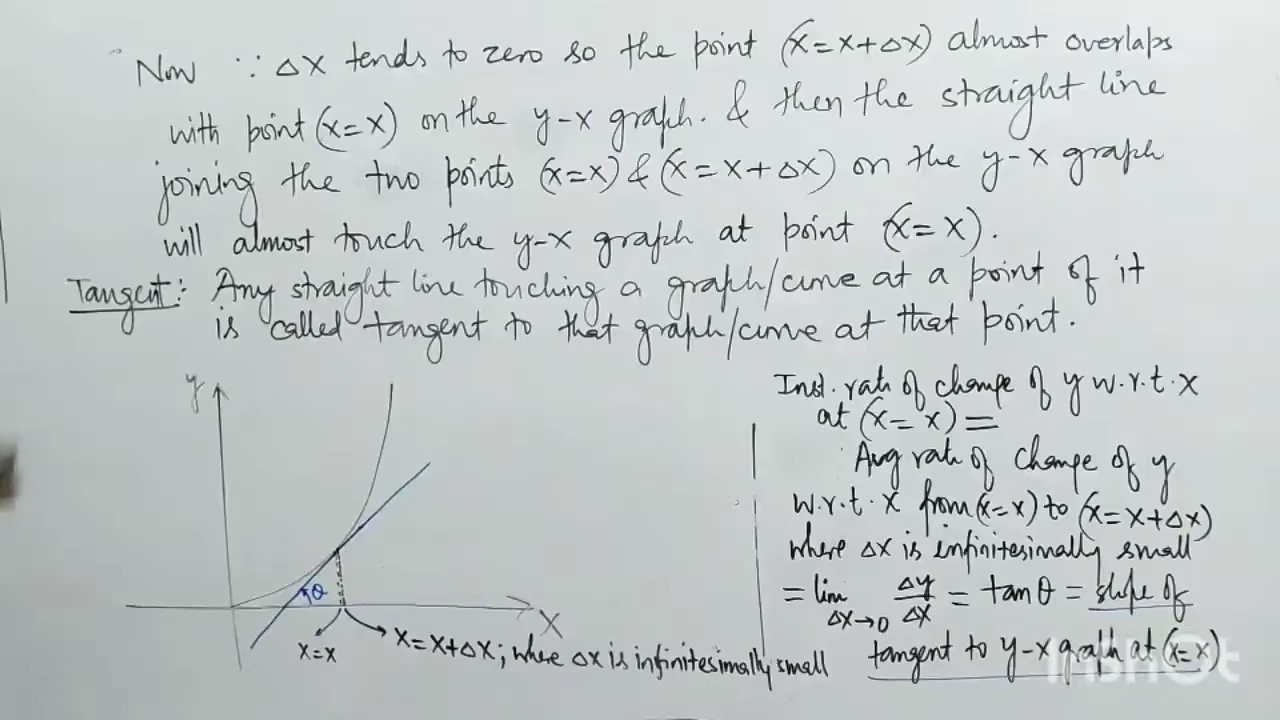 Now ∵ Δx tends to zero so the point (x=x+Δx) almost overlaps
with point (x=x) on the y-x graph. & then the straight line
joining the two points (x=x) & (x=x+Δx) on the y-x graph
will almost touch the y-x graph at point (x=x).
Tangent: Any straight line touching a graph/curve at a point of it
is called tangent to that graph/curve at that point.
y
θ
X
x=x
x=x+Δx; where Δx is infinitesimally small
Inst. rate of change of y w.r.t. x
at (x=x) =
Avg rate of change of y
w.r.t. x from (x=x) to (x=x+Δx)
where Δx is infinitesimally small
= lim Δx→0 Δy/Δx = tan θ = slope of
tangent to y-x graph at (x=x)
InShOt